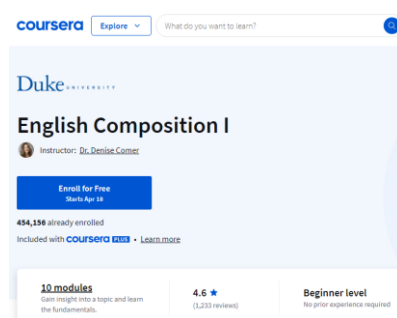 coursera Explore What do you want to learn?
Duke UNIVERSITY
English Composition I
Instructor: Dr. Denise Comer
Enroll for Free
Starts Apr 18
454,156 already enrolled
Included with coursera PLUS • Learn more
10 modules
Gain insight into a topic and learn
the fundamentals.
4.6 ★
(1,233 reviews)
Beginner level
No prior experience required